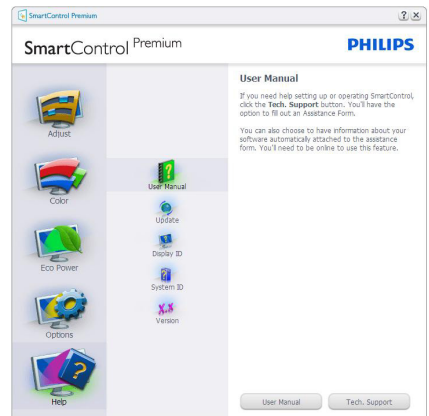 SmartControl Premium
SmartControl Premium
PHILIPS
Adjust
Color
Eco Power
Options
Help
User Manual
Update
Display ID
System ID
X.X
Version
User Manual
If you need help setting up or operating SmartControl,
click the Tech. Support button. You'll have the
option to fill out an Assistance Form.
You can also choose to have information about your
software automatically attached to the assistance
form. You'll need to be online to use this feature.
User Manual
Tech. Support